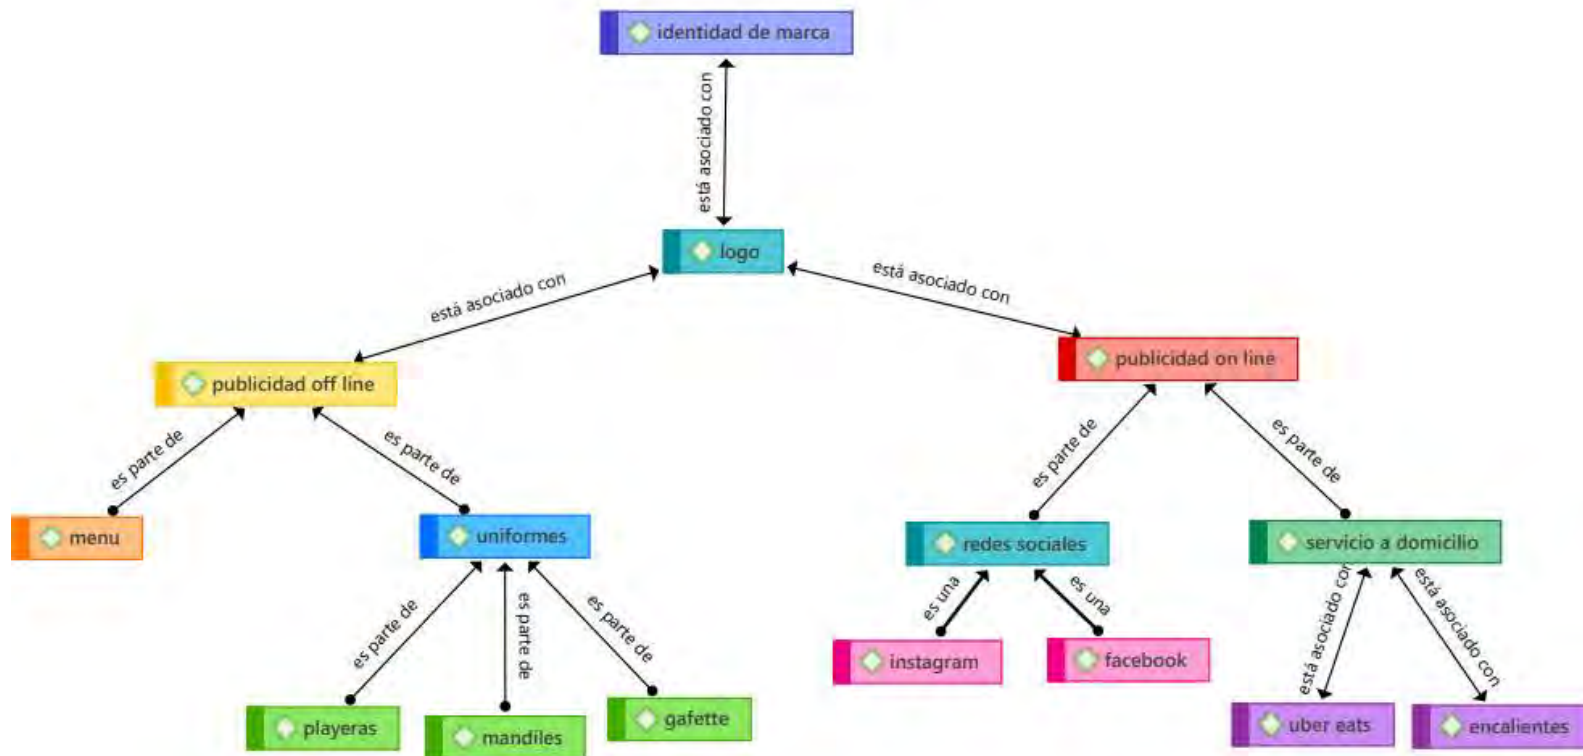 identidad de marca
está asociado con
logo
está asociado con
está asociado con
publicidad off line
publicidad on line
es parte de
es parte de
es parte de
es parte de
menu
uniformes
redes sociales
servicio a domicilio
es parte de
es parte de
es parte de
es una
es una
está asociado con
está asociado con
instagram
facebook
playeras
mandiles
gafette
uber eats
encalientes